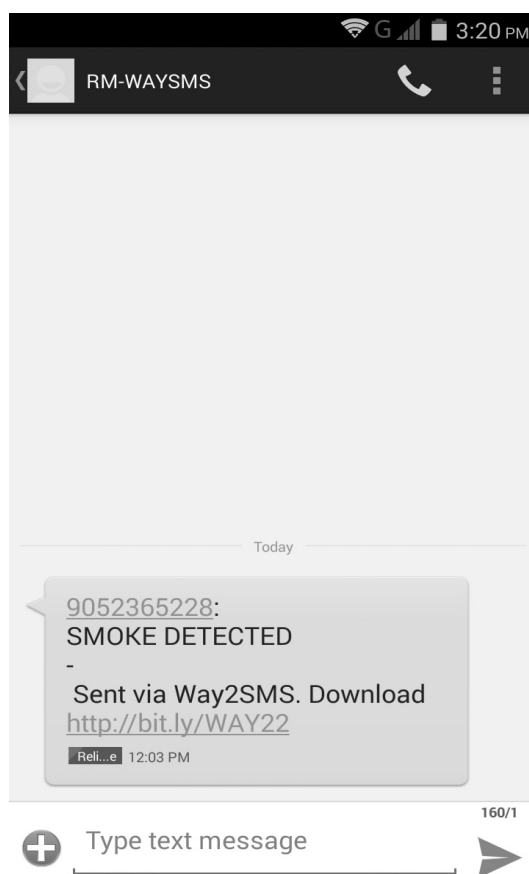 G 3:20 PM
RM-WAYSMS
Today
9052365228:
SMOKE DETECTED
-
Sent via Way2SMS. Download
http://bit.ly/WAY22
Reli...e 12:03 PM
160/1
Type text message